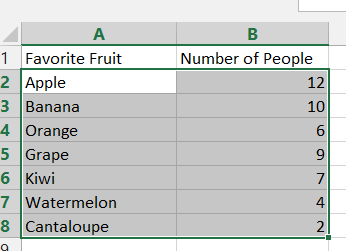 A B
1 Favorite Fruit Number of People
2 Apple 12
3 Banana 10
4 Orange 6
5 Grape 9
6 Kiwi 7
7 Watermelon 4
8 Cantaloupe 2